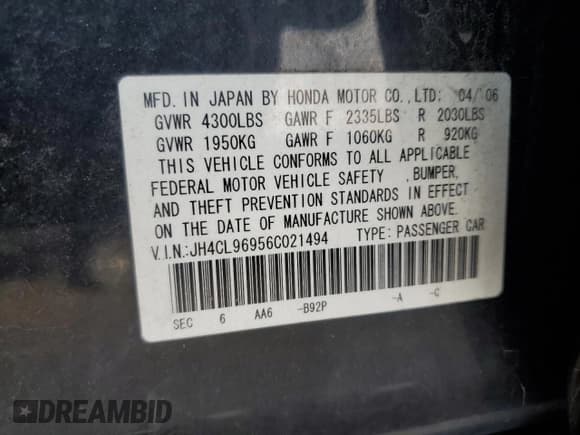 MFD. IN JAPAN BY HONDA MOTOR CO.,LTD: 04/'06
GVWR 4300LBS GAWR F 2335LBS R 2030LBS
GVWR 1950KG GAWR F 1060KG R 920KG
THIS VEHICLE CONFORMS TO ALL APPLICABLE
FEDERAL MOTOR VEHICLE SAFETY ,BUMPER,
AND THEFT PREVENTION STANDARDS IN EFFECT
ON THE DATE OF MANUFACTURE SHOWN ABOVE.
V.I.N.:JH4CL96956C021494 TYPE: PASSENGER CAR
SEC 6 AA6 -B92P -A -C
DREAMBID